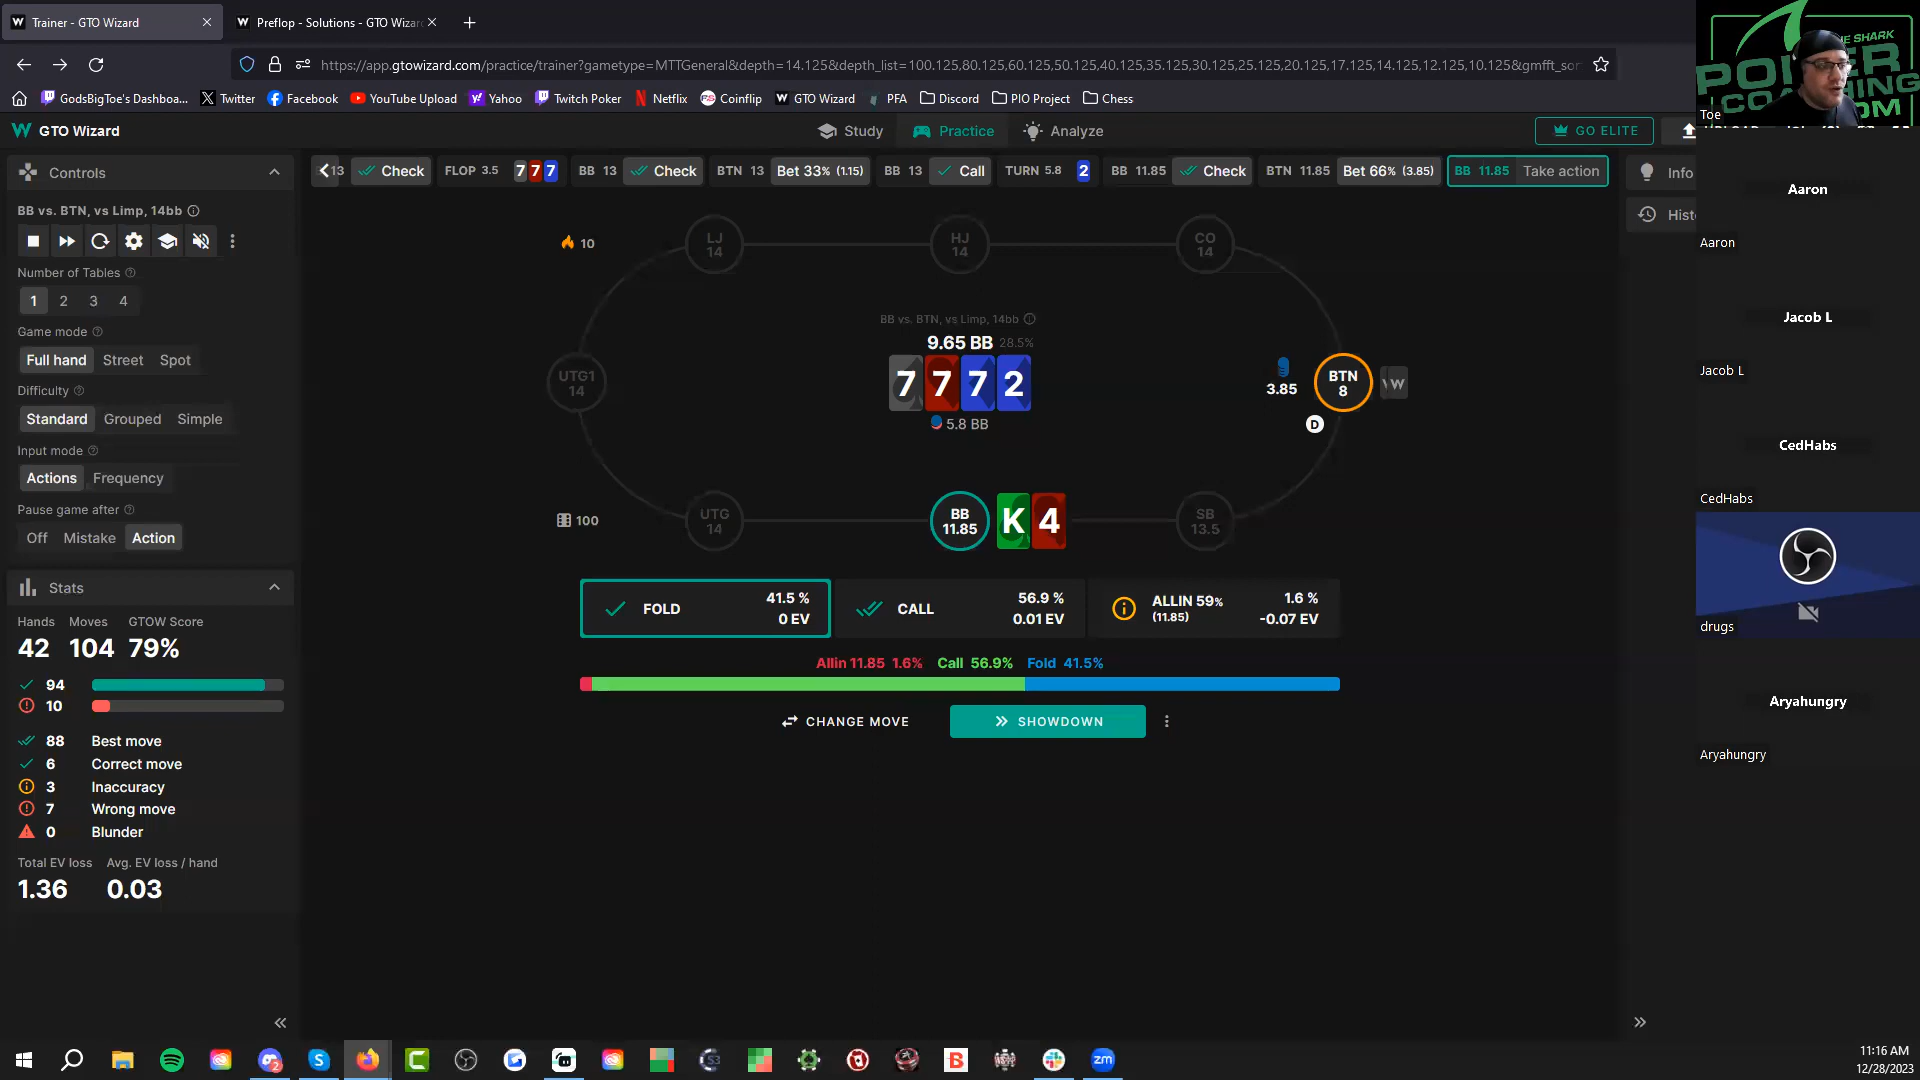 Trainer - GTO Wizard
Preflop - Solutions - GTO Wizar
https://app.gtowizard.com/practice/trainer?gametype=MTTGeneral&depth=14.125&depth_list=100.125,80.125,60.125,50.125,40.125,35.125,30.125,25.125,20.125,17.125,14.125,12.125,10.125&gmfft_sor
GodsBigToe's Dashboa...
Twitter
Facebook
YouTube Upload
Yahoo
Twitch Poker
Netflix
Coinflip
GTO Wizard
PFA
Discord
PIO Project
Chess
GTO Wizard
Study
Practice
Analyze
GO ELITE
Controls
13
Check
FLOP 3.5
7 7 7
BB 13
Check
BTN 13
Bet 33% (1.15)
BB 13
Call
TURN 5.8
2
BB 11.85
Check
BTN 11.85
Bet 66% (3.85)
BB 11.85
Take action
Info
Histo
BB vs. BTN, vs Limp, 14bb
Number of Tables
1 2 3 4
Game mode
Full hand Street Spot
Difficulty
Standard Grouped Simple
Input mode
Actions Frequency
Pause game after
Off Mistake Action
Stats
Hands Moves GTOW Score
42 104 79%
94
10
88 Best move
6 Correct move
3 Inaccuracy
7 Wrong move
0 Blunder
Total EV loss Avg. EV loss / hand
1.36 0.03
10
LJ
14
HJ
14
CO
14
UTG1
14
BB vs. BTN, vs Limp, 14bb
9.65 BB 28.5%
7 7 7 2
5.8 BB
3.85
BTN
8
W
D
100
UTG
14
BB
11.85
K 4
SB
13.5
FOLD
41.5 %
0 EV
CALL
56.9 %
0.01 EV
ALLIN 59%
(11.85)
1.6 %
-0.07 EV
Allin 11.85 1.6% Call 56.9% Fold 41.5%
CHANGE MOVE
SHOWDOWN
THE SHARK
Toe
Aaron
Aaron
Jacob L
Jacob L
CedHabs
CedHabs
drugs
Aryahungry
Aryahungry
zm
11:16 AM
12/28/2023